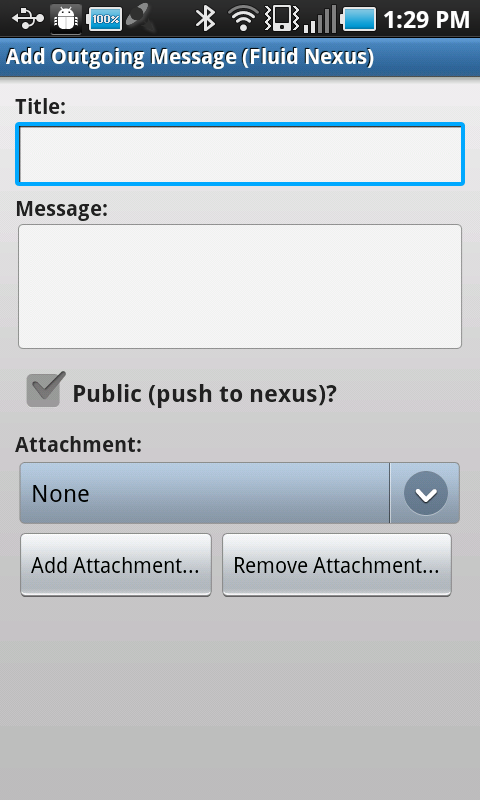 100%
1:29 PM
Add Outgoing Message (Fluid Nexus)
Title:
Message:
Public (push to nexus)?
Attachment:
None
Add Attachment...
Remove Attachment...